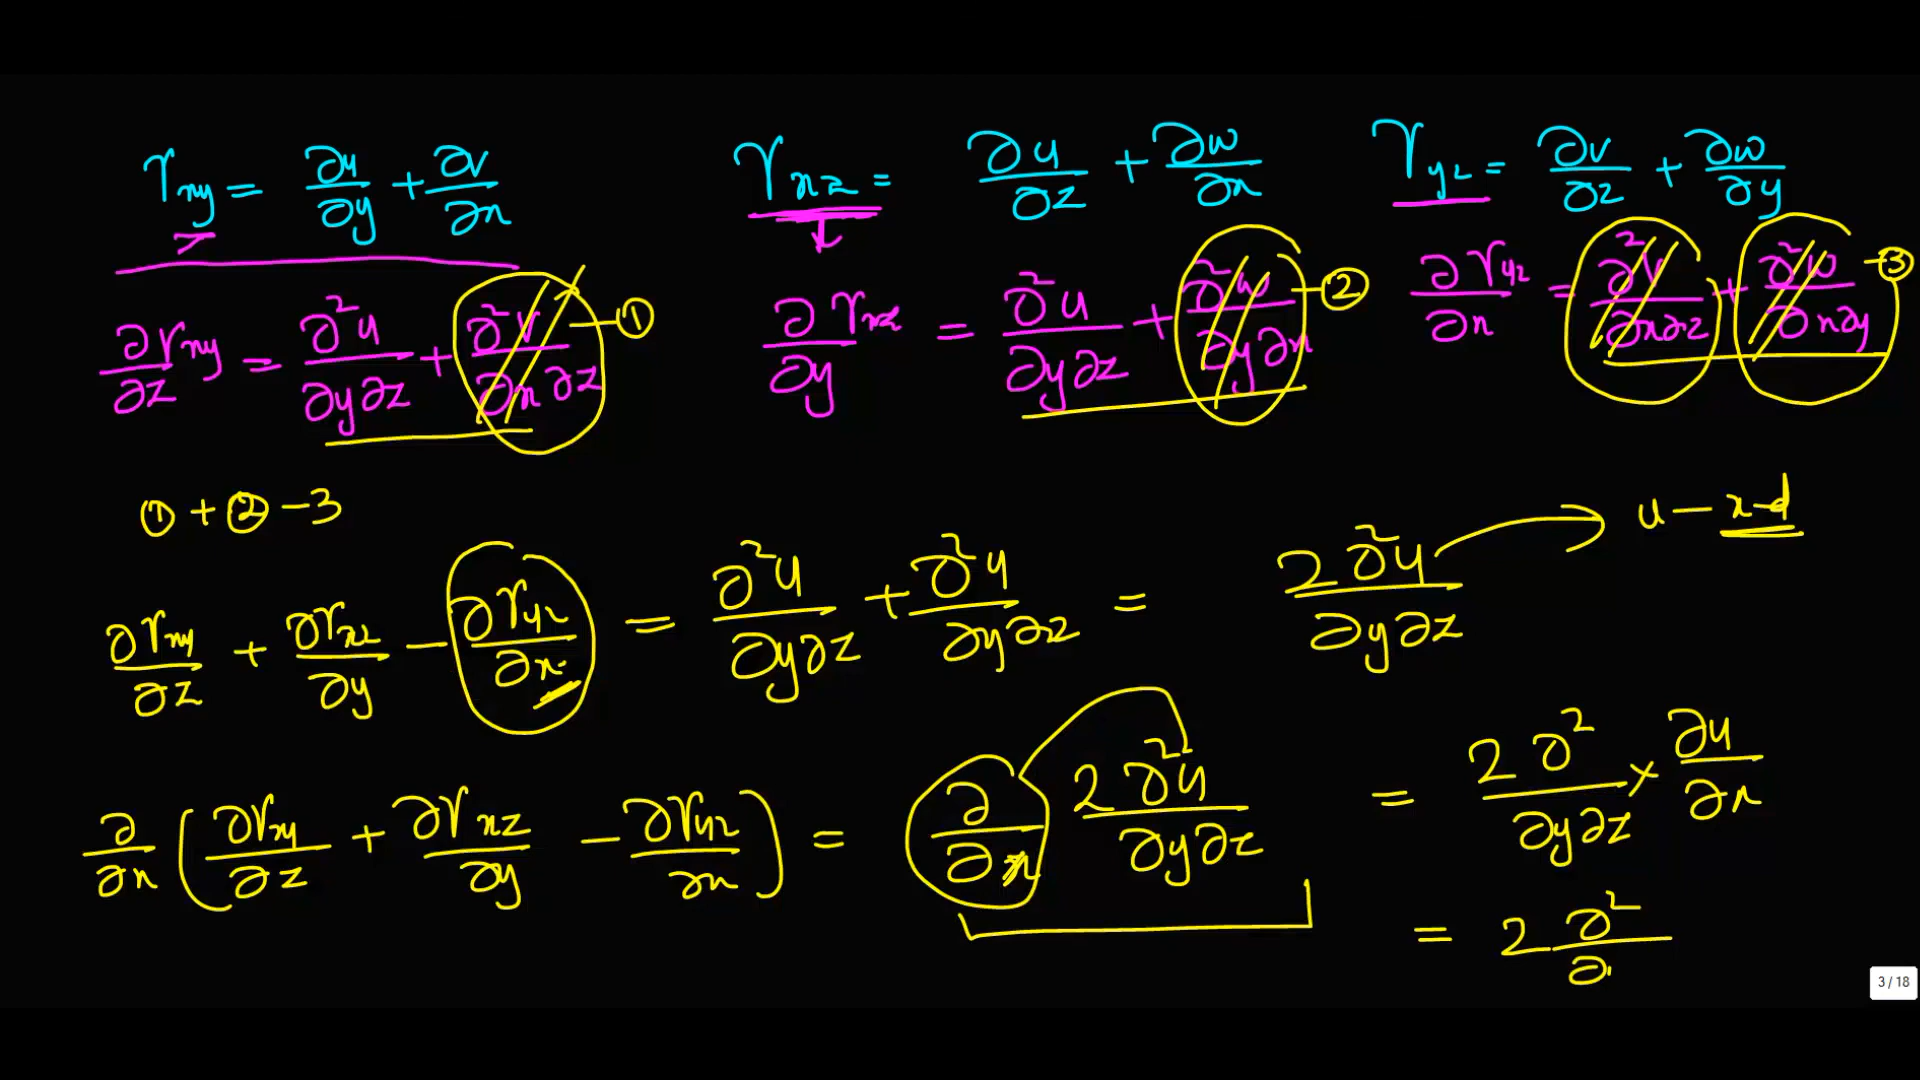 γxy = ∂u/∂y + ∂v/∂x γxz = ∂u/∂z + ∂w/∂x γyz = ∂v/∂z + ∂w/∂y
∂γxy/∂z = ∂²u/∂y∂z + ∂²v/∂x∂z —① ∂γxz/∂y = ∂²u/∂y∂z + ∂²w/∂y∂x —② ∂γyz/∂x = ∂²v/∂x∂z + ∂²w/∂x∂y —③
① + ② − 3 u — x-d
∂γxy/∂z + ∂γxz/∂y − ∂γyz/∂x = ∂²u/∂y∂z + ∂²u/∂y∂z = 2∂²u/∂y∂z
∂/∂x (∂γxy/∂z + ∂γxz/∂y − ∂γyz/∂x) = ∂/∂x 2∂²u/∂y∂z = 2∂²/∂y∂z × ∂u/∂x
= 2 ∂²/∂
3 / 18